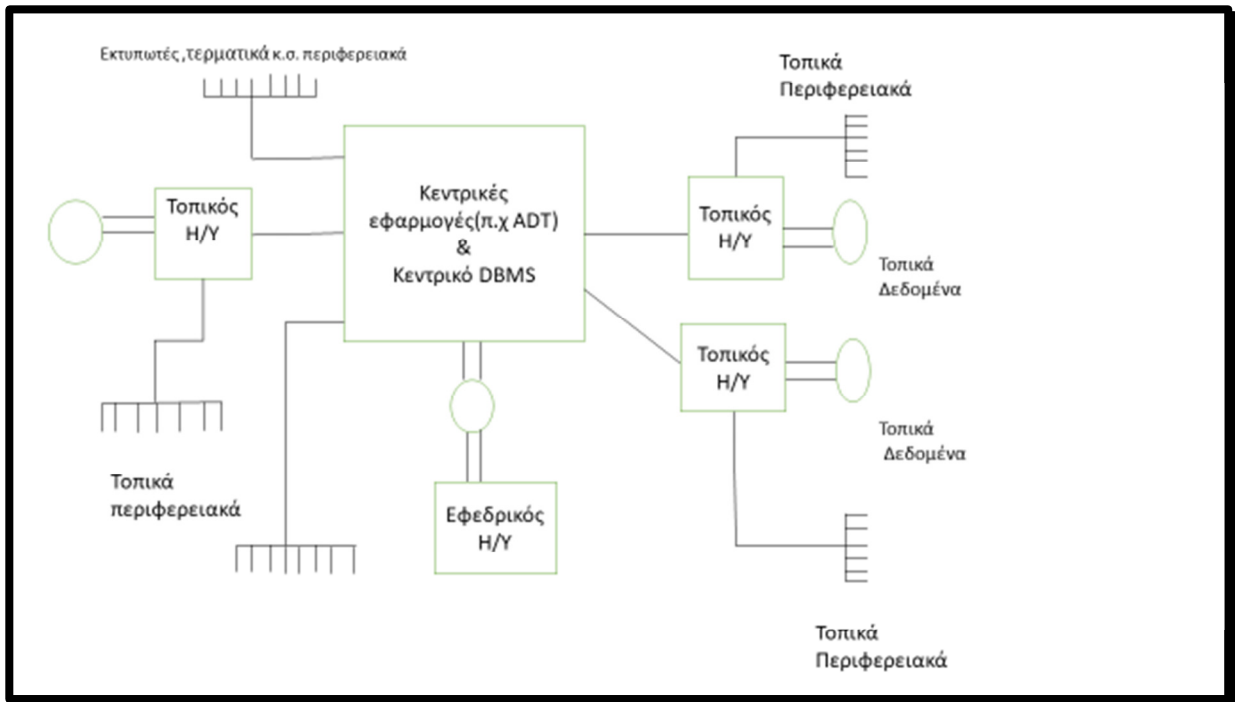 Εκτυπωτές ,τερματικά κ.σ. περιφερειακά
Τοπικά
Περιφερειακά
Κεντρικές
εφαρμογές(π.χ ADT)
&
Κεντρικό DBMS
Τοπικός
Η/Υ
Τοπικός
Η/Υ
Τοπικά
Δεδομένα
Τοπικός
Η/Υ
Τοπικά
Δεδομένα
Τοπικά
περιφερειακά
Εφεδρικός
Η/Υ
Τοπικά
Περιφερειακά